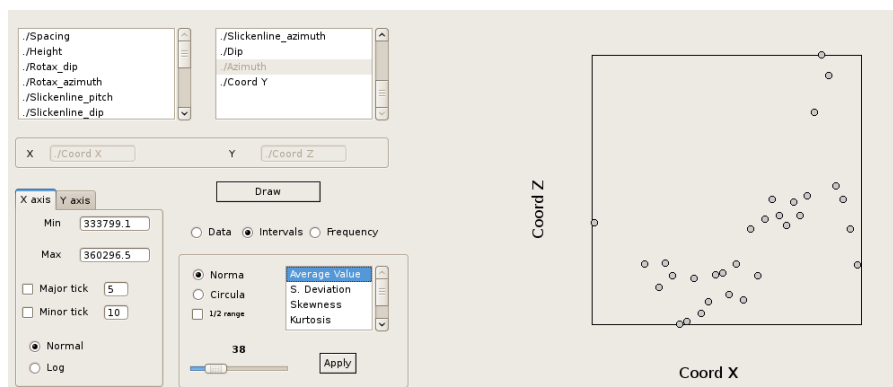 ./Spacing
./Height
./Rotax_dip
./Rotax_azimuth
./Slickenline_pitch
./Slickenline_dip
./Slickenline_azimuth
./Dip
./Azimuth
./Coord Y
X ./Coord X Y ./Coord Z
Draw
X axis Y axis
Min 333799.1
Max 360296.5
Major tick 5
Minor tick 10
Normal
Log
Data Intervals Frequency
Norma
Circula
1/2 range
Average Value
S. Deviation
Skewness
Kurtosis
38
Apply
Coord Z
Coord X